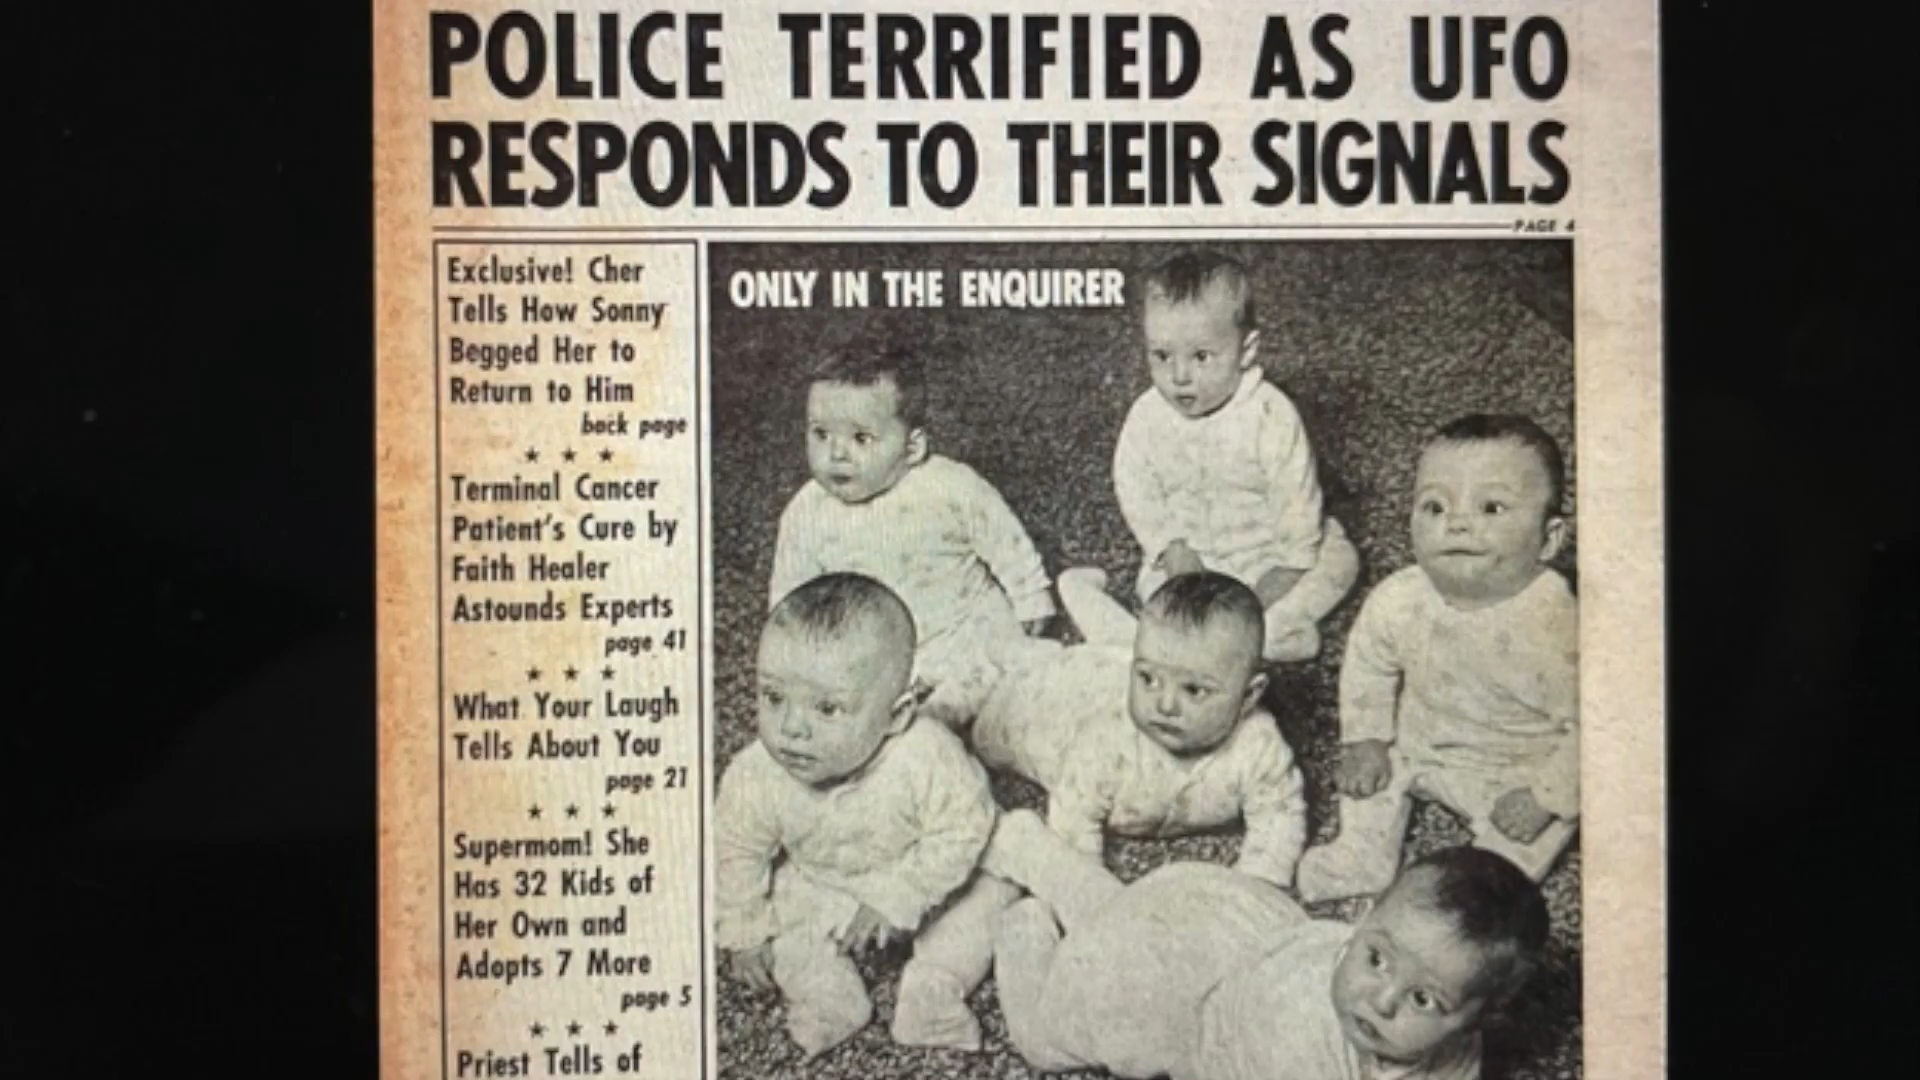 POLICE TERRIFIED AS UFO
RESPONDS TO THEIR SIGNALS
PAGE 4
Exclusive! Cher
Tells How Sonny
Begged Her to
Return to Him
back page
★ ★ ★
Terminal Cancer
Patient's Cure by
Faith Healer
Astounds Experts
page 41
★ ★ ★
What Your Laugh
Tells About You
page 21
★ ★ ★
Supermom! She
Has 32 Kids of
Her Own and
Adopts 7 More
page 5
★ ★ ★
Priest Tells of
ONLY IN THE ENQUIRER